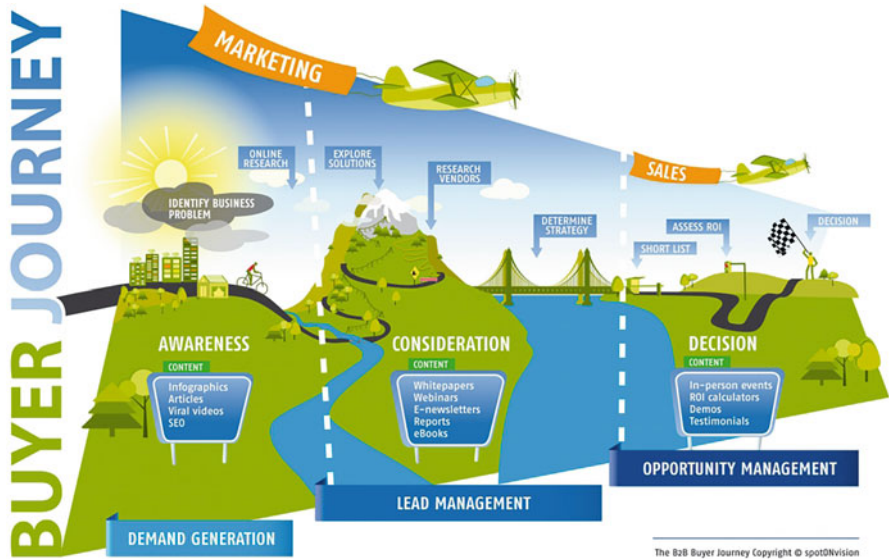 BUYER JOURNEY
MARKETING
SALES
ONLINE
RESEARCH
EXPLORE
SOLUTIONS
RESEARCH
VENDORS
IDENTIFY BUSINESS
PROBLEM
DETERMINE
STRATEGY
SHORT LIST
ASSESS ROI
DECISION
AWARENESS
CONTENT
Infographics
Articles
Viral videos
SEO
CONSIDERATION
CONTENT
Whitepapers
Webinars
E-newsletters
Reports
eBooks
DECISION
CONTENT
In-person events
ROI calculators
Demos
Testimonials
DEMAND GENERATION
LEAD MANAGEMENT
OPPORTUNITY MANAGEMENT
The B2B Buyer Journey Copyright © spotONvision